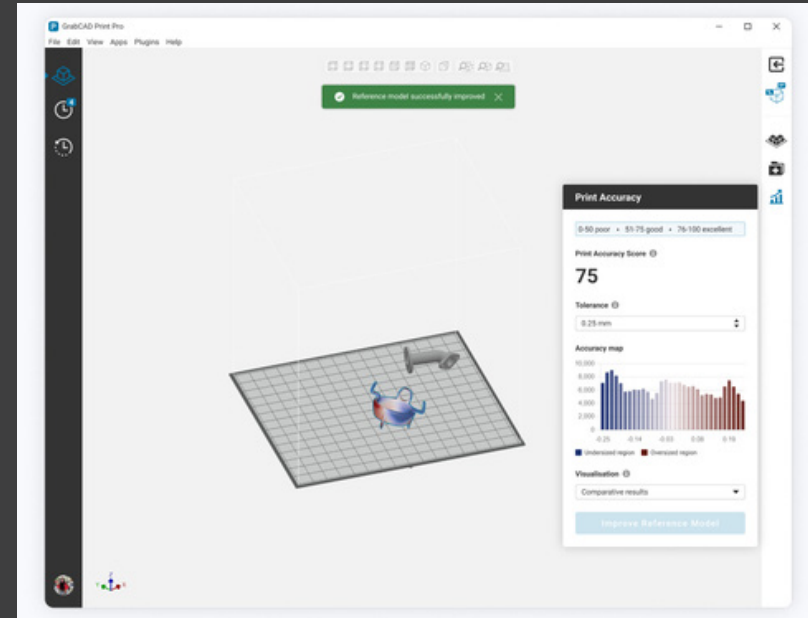 GrabCAD Print Pro
File Edit View Apps Plugins Help
4
Reference model successfully improved
Print Accuracy
0-50 poor • 51-75 good • 76-100 excellent
Print Accuracy Score
75
Tolerance
0.25 mm
Accuracy map
10,000
8,000
6,000
4,000
2,000
0
-0.25 -0.14 -0.03 0.08 0.18
Undersized region Oversized region
Visualisation
Comparative results
Improve Reference Model